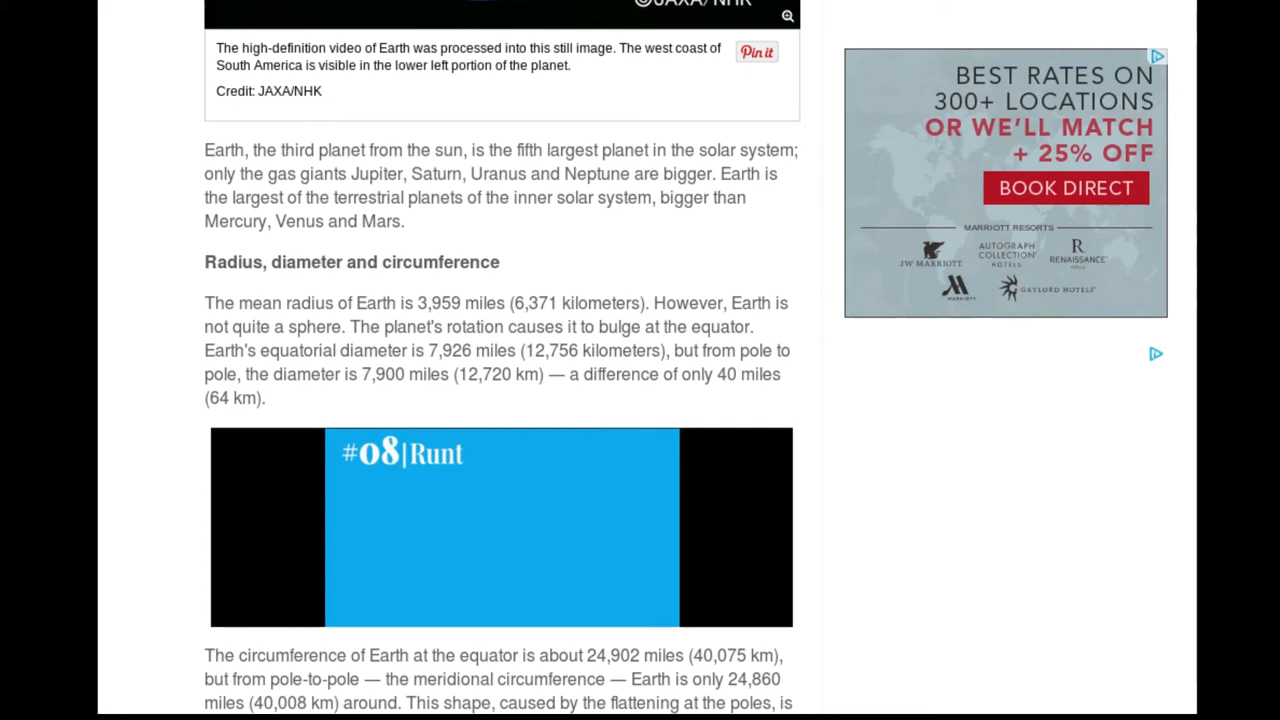 ©JAXA/NHK
The high-definition video of Earth was processed into this still image. The west coast of
South America is visible in the lower left portion of the planet.
Pin it
Credit: JAXA/NHK
Earth, the third planet from the sun, is the fifth largest planet in the solar system;
only the gas giants Jupiter, Saturn, Uranus and Neptune are bigger. Earth is
the largest of the terrestrial planets of the inner solar system, bigger than
Mercury, Venus and Mars.
Radius, diameter and circumference
The mean radius of Earth is 3,959 miles (6,371 kilometers). However, Earth is
not quite a sphere. The planet's rotation causes it to bulge at the equator.
Earth's equatorial diameter is 7,926 miles (12,756 kilometers), but from pole to
pole, the diameter is 7,900 miles (12,720 km) — a difference of only 40 miles
(64 km).
#08|Runt
The circumference of Earth at the equator is about 24,902 miles (40,075 km),
but from pole-to-pole — the meridional circumference — Earth is only 24,860
miles (40,008 km) around. This shape, caused by the flattening at the poles, is
BEST RATES ON
300+ LOCATIONS
OR WE'LL MATCH
+ 25% OFF
BOOK DIRECT
MARRIOTT RESORTS
JW MARRIOTT
AUTOGRAPH
COLLECTION
HOTELS
R
RENAISSANCE
MARRIOTT
GAYLORD HOTELS